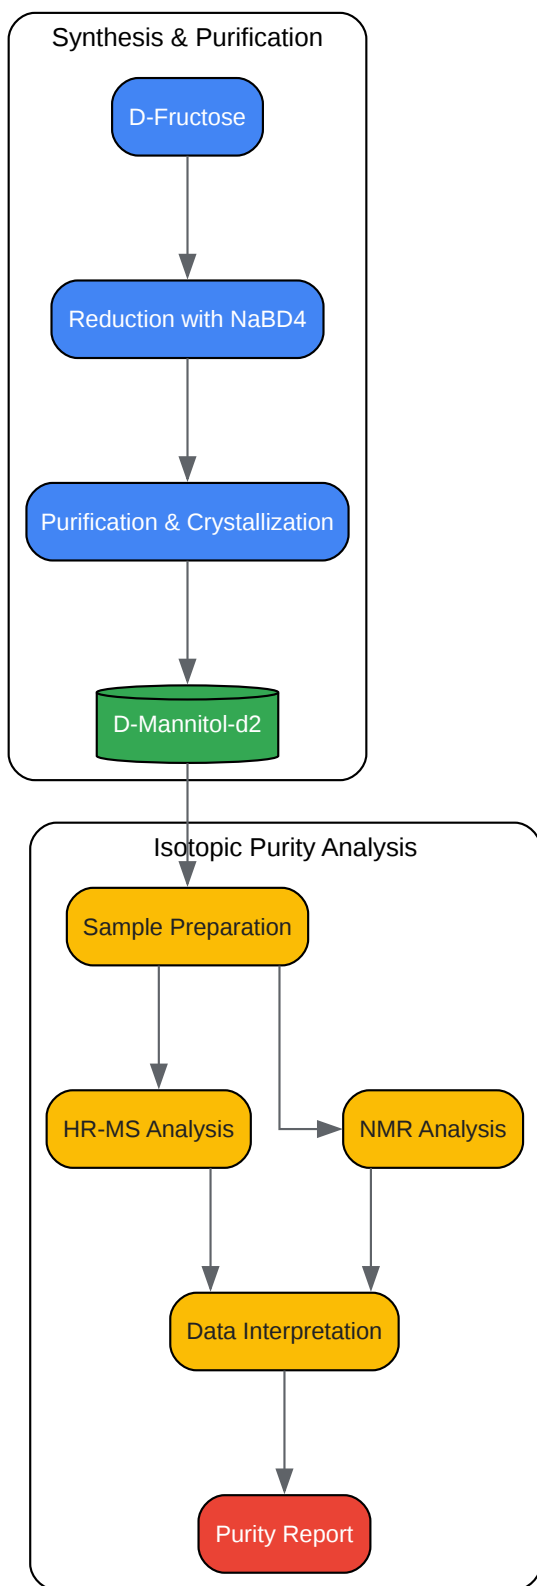 Synthesis & Purification
D-Fructose
Reduction with NaBD4
Purification & Crystallization
D-Mannitol-d2
Isotopic Purity Analysis
Sample Preparation
HR-MS Analysis
NMR Analysis
Data Interpretation
Purity Report